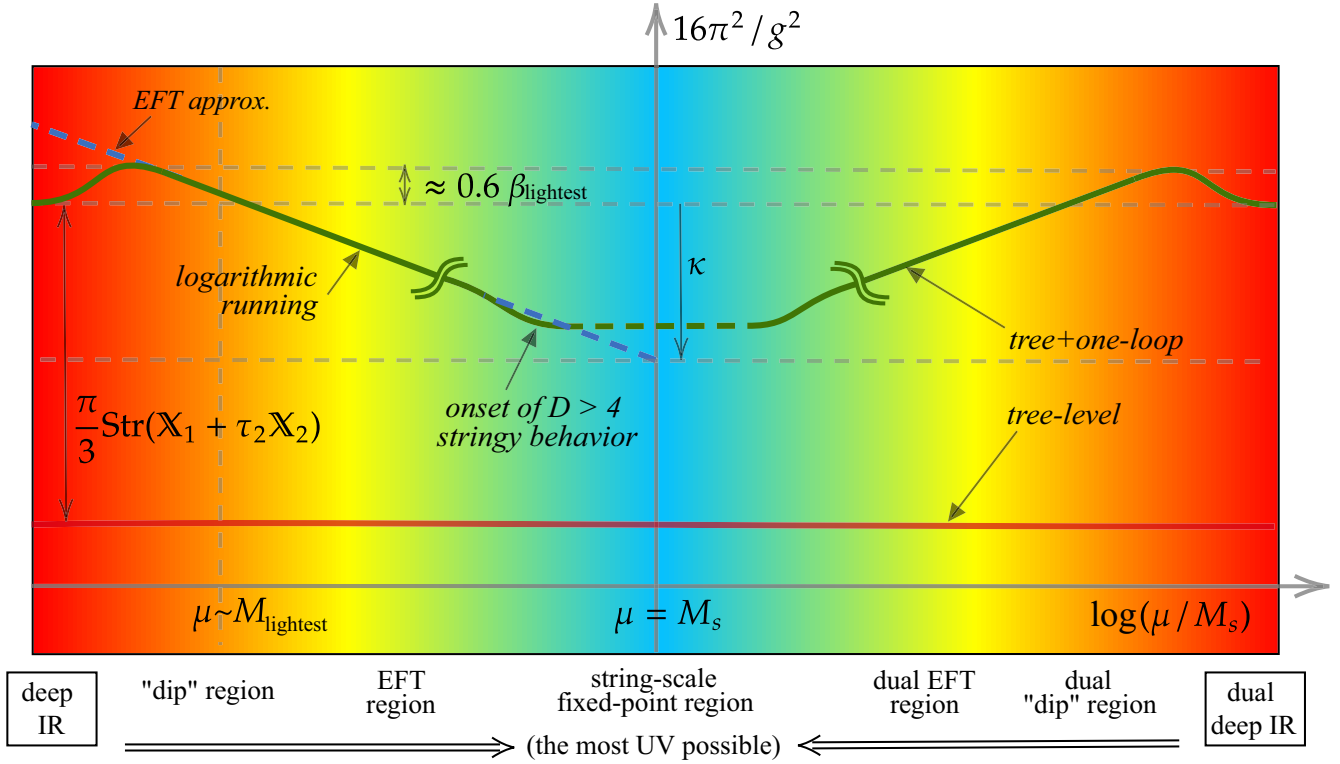 16π² / g²
EFT approx.
≈ 0.6 β_lightest
κ
logarithmic
running
tree+one-loop
π/3 Str(𝕏₁ + τ₂𝕏₂)
onset of D > 4
stringy behavior
tree-level
μ~M_lightest
μ = M_s
log(μ / M_s)
deep
IR
"dip" region
EFT
region
string-scale
fixed-point region
(the most UV possible)
dual EFT
region
dual
"dip" region
dual
deep IR